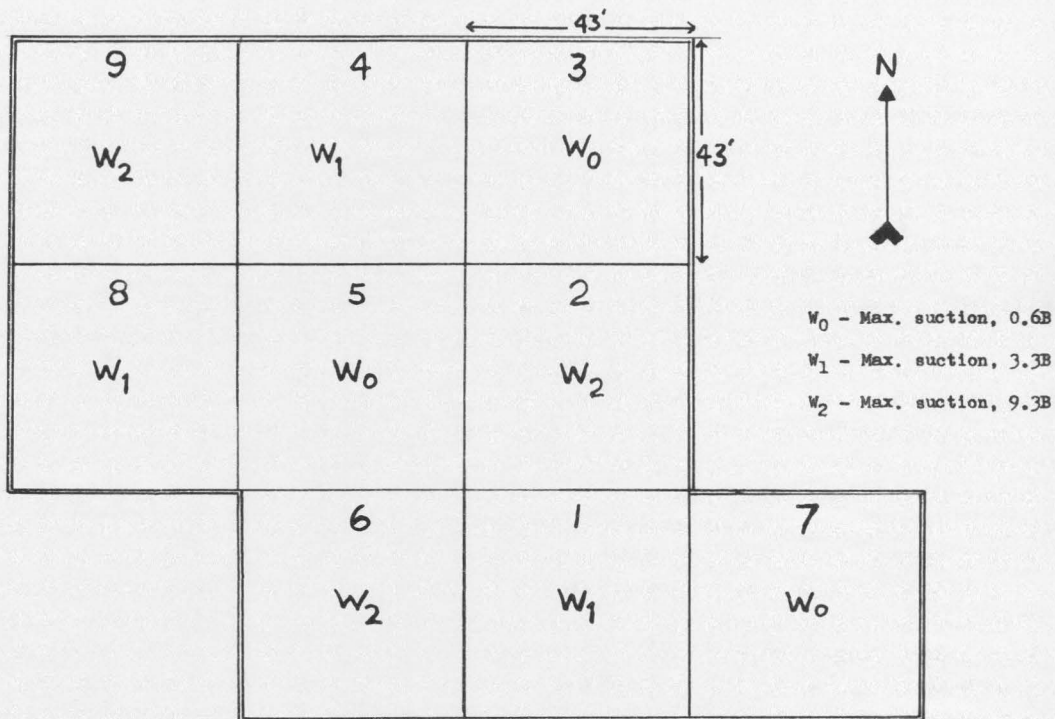 43'
9 4 3 N
W₂ W₁ W₀ 43'
8 5 2
W₀ – Max. suction, 0.6B
W₁ W₀ W₂ W₁ – Max. suction, 3.3B
W₂ – Max. suction, 9.3B
6 1 7
W₂ W₁ W₀